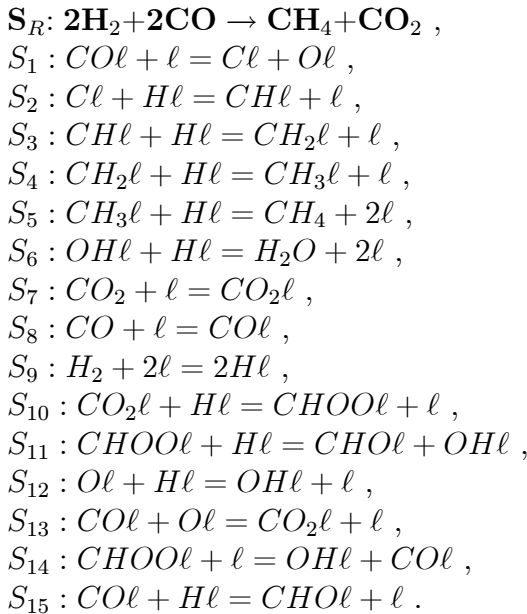 S_R: 2H₂+2CO → CH₄+CO₂ ,
S₁ : COℓ + ℓ = Cℓ + Oℓ ,
S₂ : Cℓ + Hℓ = CHℓ + ℓ ,
S₃ : CHℓ + Hℓ = CH₂ℓ + ℓ ,
S₄ : CH₂ℓ + Hℓ = CH₃ℓ + ℓ ,
S₅ : CH₃ℓ + Hℓ = CH₄ + 2ℓ ,
S₆ : OHℓ + Hℓ = H₂O + 2ℓ ,
S₇ : CO₂ + ℓ = CO₂ℓ ,
S₈ : CO + ℓ = COℓ ,
S₉ : H₂ + 2ℓ = 2Hℓ ,
S₁₀ : CO₂ℓ + Hℓ = CHOOℓ + ℓ ,
S₁₁ : CHOOℓ + Hℓ = CHOℓ + OHℓ ,
S₁₂ : Oℓ + Hℓ = OHℓ + ℓ ,
S₁₃ : COℓ + Oℓ = CO₂ℓ + ℓ ,
S₁₄ : CHOOℓ + ℓ = OHℓ + COℓ ,
S₁₅ : COℓ + Hℓ = CHOℓ + ℓ .